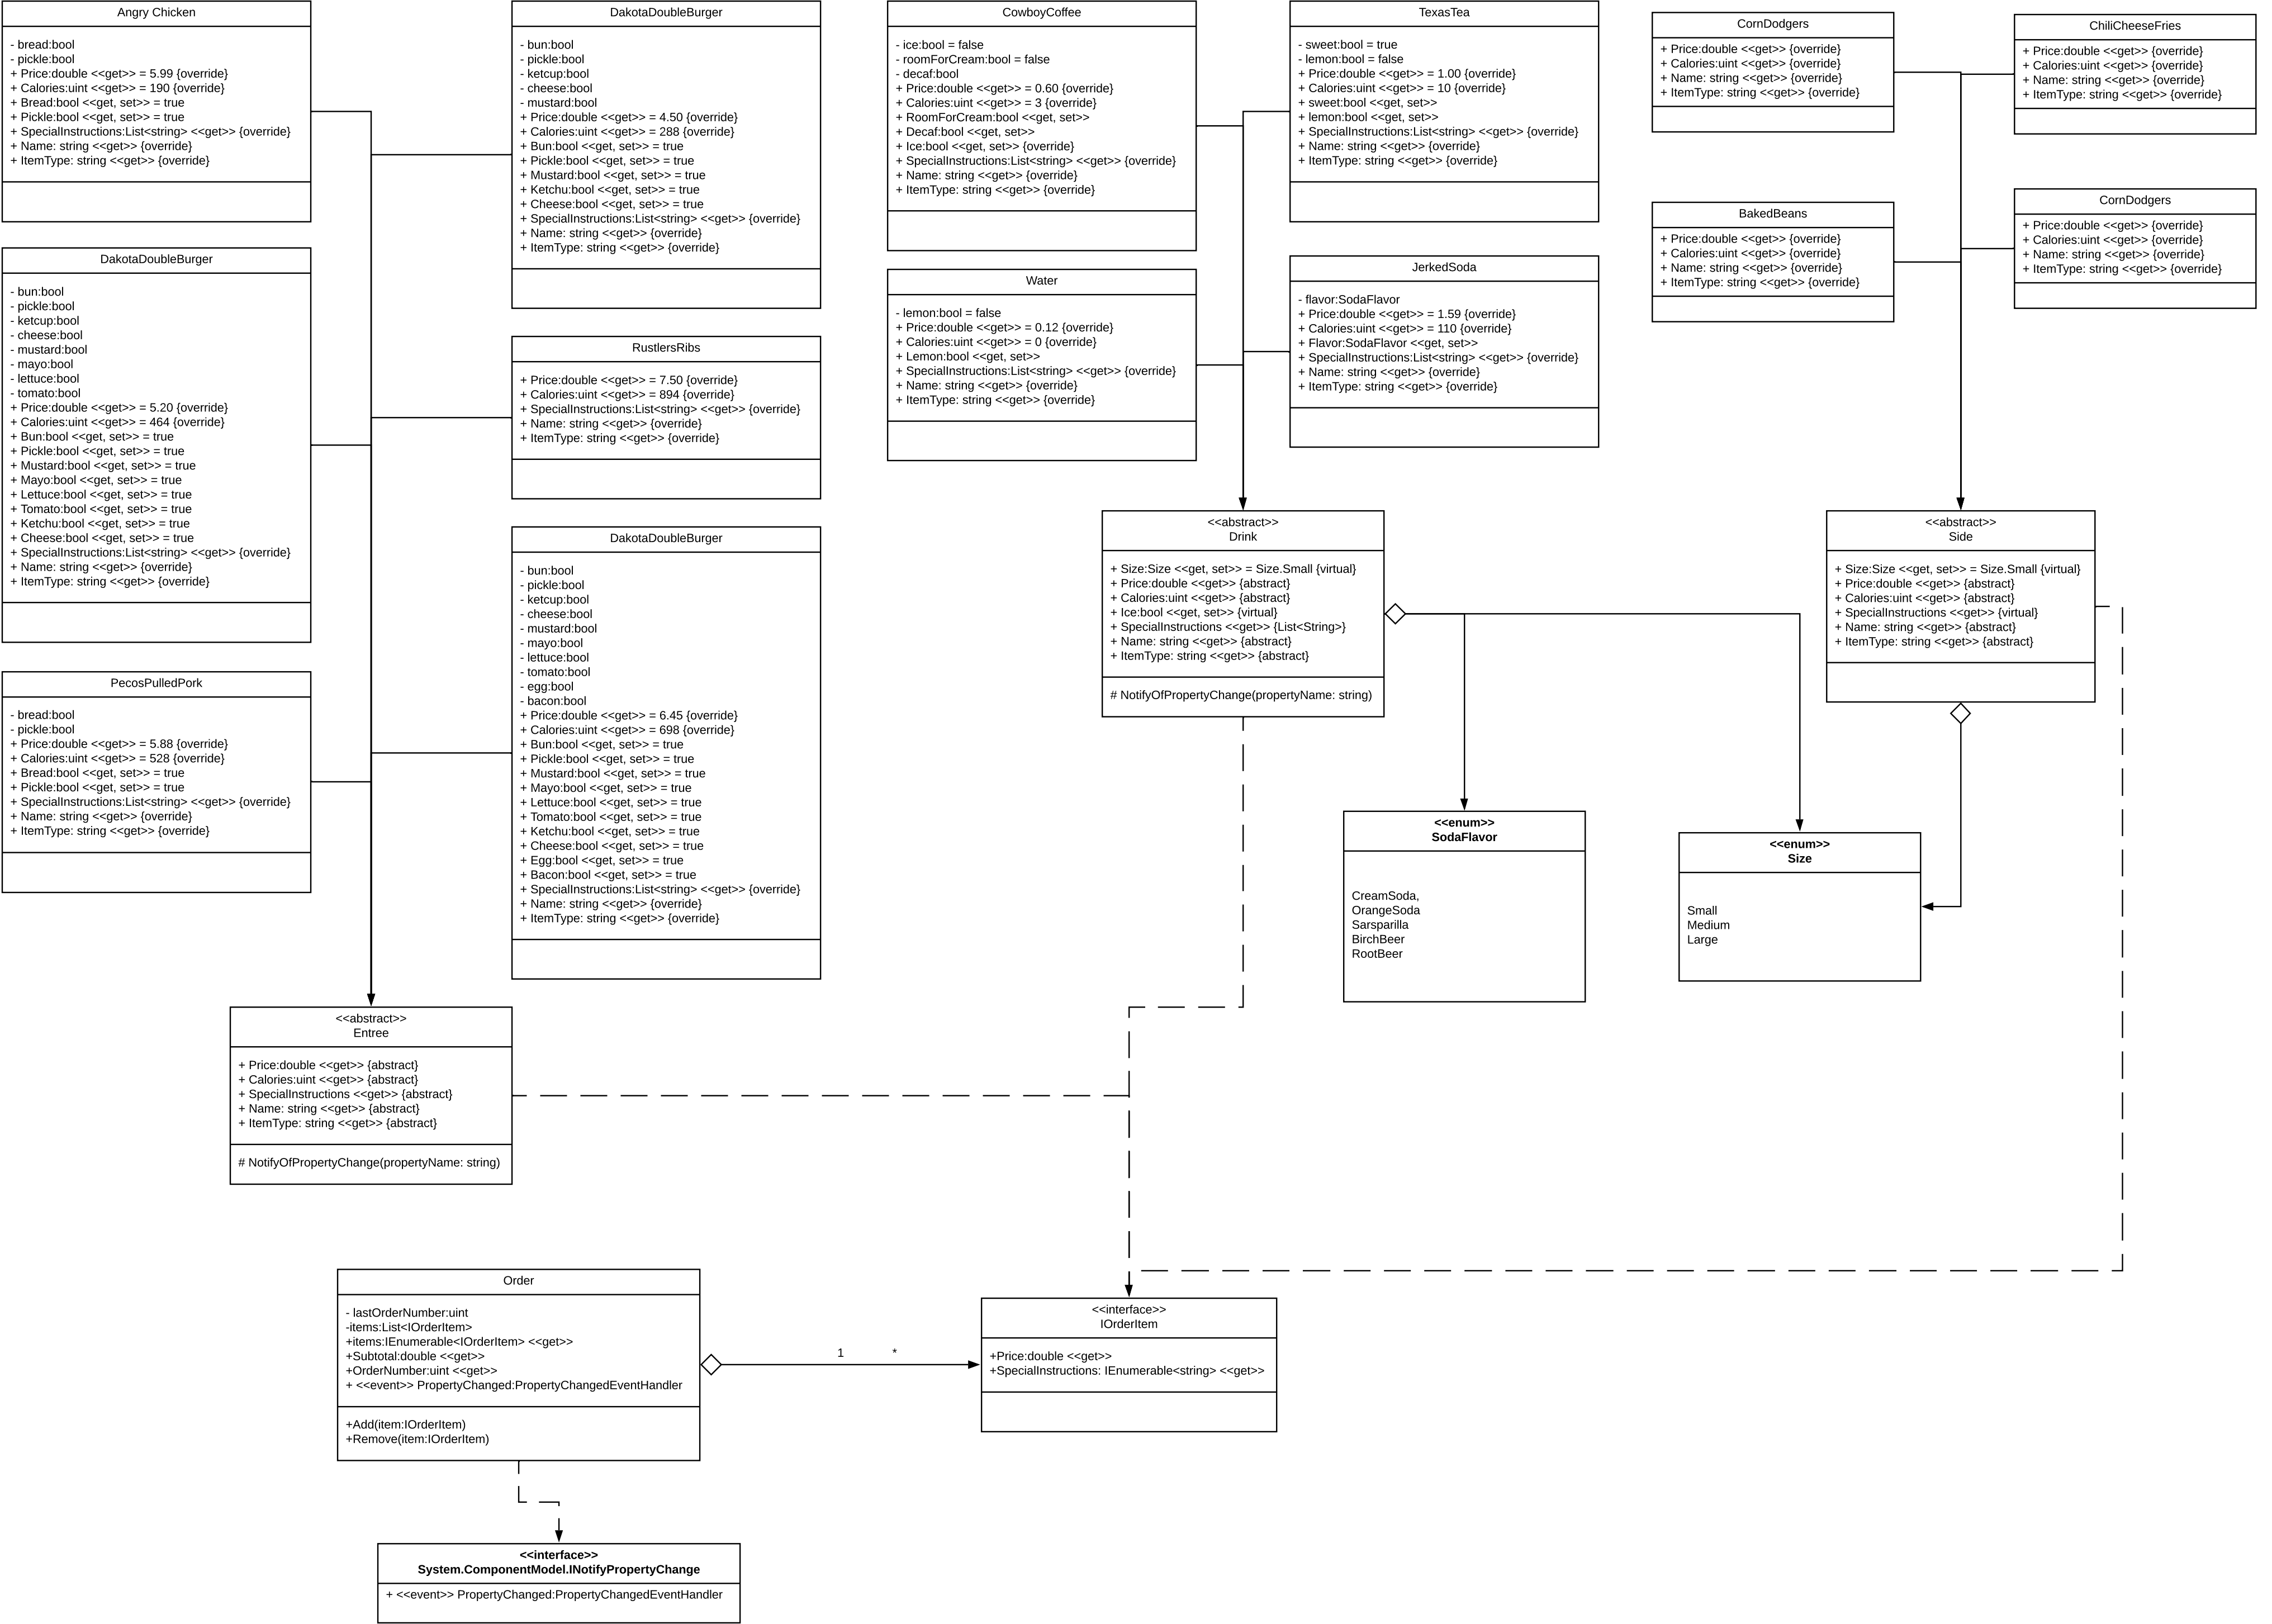 Angry Chicken
- bread:bool
- pickle:bool
+ Price:double <<get>> = 5.99 {override}
+ Calories:uint <<get>> = 190 {override}
+ Bread:bool <<get, set>> = true
+ Pickle:bool <<get, set>> = true
+ SpecialInstructions:List<string> <<get>> {override}
+ Name: string <<get>> {override}
+ ItemType: string <<get>> {override}
DakotaDoubleBurger
- bun:bool
- pickle:bool
- ketcup:bool
- cheese:bool
- mustard:bool
- mayo:bool
- lettuce:bool
- tomato:bool
+ Price:double <<get>> = 5.20 {override}
+ Calories:uint <<get>> = 464 {override}
+ Bun:bool <<get, set>> = true
+ Pickle:bool <<get, set>> = true
+ Mustard:bool <<get, set>> = true
+ Mayo:bool <<get, set>> = true
+ Lettuce:bool <<get, set>> = true
+ Tomato:bool <<get, set>> = true
+ Ketchu:bool <<get, set>> = true
+ Cheese:bool <<get, set>> = true
+ SpecialInstructions:List<string> <<get>> {override}
+ Name: string <<get>> {override}
+ ItemType: string <<get>> {override}
PecosPulledPork
- bread:bool
- pickle:bool
+ Price:double <<get>> = 5.88 {override}
+ Calories:uint <<get>> = 528 {override}
+ Bread:bool <<get, set>> = true
+ Pickle:bool <<get, set>> = true
+ SpecialInstructions:List<string> <<get>> {override}
+ Name: string <<get>> {override}
+ ItemType: string <<get>> {override}
DakotaDoubleBurger
- bun:bool
- pickle:bool
- ketcup:bool
- cheese:bool
- mustard:bool
+ Price:double <<get>> = 4.50 {override}
+ Calories:uint <<get>> = 288 {override}
+ Bun:bool <<get, set>> = true
+ Pickle:bool <<get, set>> = true
+ Mustard:bool <<get, set>> = true
+ Ketchu:bool <<get, set>> = true
+ Cheese:bool <<get, set>> = true
+ SpecialInstructions:List<string> <<get>> {override}
+ Name: string <<get>> {override}
+ ItemType: string <<get>> {override}
RustlersRibs
+ Price:double <<get>> = 7.50 {override}
+ Calories:uint <<get>> = 894 {override}
+ SpecialInstructions:List<string> <<get>> {override}
+ Name: string <<get>> {override}
+ ItemType: string <<get>> {override}
DakotaDoubleBurger
- bun:bool
- pickle:bool
- ketcup:bool
- cheese:bool
- mustard:bool
- mayo:bool
- lettuce:bool
- tomato:bool
- egg:bool
- bacon:bool
+ Price:double <<get>> = 6.45 {override}
+ Calories:uint <<get>> = 698 {override}
+ Bun:bool <<get, set>> = true
+ Pickle:bool <<get, set>> = true
+ Mustard:bool <<get, set>> = true
+ Mayo:bool <<get, set>> = true
+ Lettuce:bool <<get, set>> = true
+ Tomato:bool <<get, set>> = true
+ Ketchu:bool <<get, set>> = true
+ Cheese:bool <<get, set>> = true
+ Egg:bool <<get, set>> = true
+ Bacon:bool <<get, set>> = true
+ SpecialInstructions:List<string> <<get>> {override}
+ Name: string <<get>> {override}
+ ItemType: string <<get>> {override}
CowboyCoffee
- ice:bool = false
- roomForCream:bool = false
- decaf:bool
+ Price:double <<get>> = 0.60 {override}
+ Calories:uint <<get>> = 3 {override}
+ RoomForCream:bool <<get, set>>
+ Decaf:bool <<get, set>>
+ Ice:bool <<get, set>> {override}
+ SpecialInstructions:List<string> <<get>> {override}
+ Name: string <<get>> {override}
+ ItemType: string <<get>> {override}
Water
- lemon:bool = false
+ Price:double <<get>> = 0.12 {override}
+ Calories:uint <<get>> = 0 {override}
+ Lemon:bool <<get, set>>
+ SpecialInstructions:List<string> <<get>> {override}
+ Name: string <<get>> {override}
+ ItemType: string <<get>> {override}
TexasTea
- sweet:bool = true
- lemon:bool = false
+ Price:double <<get>> = 1.00 {override}
+ Calories:uint <<get>> = 10 {override}
+ sweet:bool <<get, set>>
+ lemon:bool <<get, set>>
+ SpecialInstructions:List<string> <<get>> {override}
+ Name: string <<get>> {override}
+ ItemType: string <<get>> {override}
JerkedSoda
- flavor:SodaFlavor
+ Price:double <<get>> = 1.59 {override}
+ Calories:uint <<get>> = 110 {override}
+ Flavor:SodaFlavor <<get, set>>
+ SpecialInstructions:List<string> <<get>> {override}
+ Name: string <<get>> {override}
+ ItemType: string <<get>> {override}
CornDodgers
+ Price:double <<get>> {override}
+ Calories:uint <<get>> {override}
+ Name: string <<get>> {override}
+ ItemType: string <<get>> {override}
BakedBeans
+ Price:double <<get>> {override}
+ Calories:uint <<get>> {override}
+ Name: string <<get>> {override}
+ ItemType: string <<get>> {override}
ChiliCheeseFries
+ Price:double <<get>> {override}
+ Calories:uint <<get>> {override}
+ Name: string <<get>> {override}
+ ItemType: string <<get>> {override}
CornDodgers
+ Price:double <<get>> {override}
+ Calories:uint <<get>> {override}
+ Name: string <<get>> {override}
+ ItemType: string <<get>> {override}
<<abstract>>
Drink
+ Size:Size <<get, set>> = Size.Small {virtual}
+ Price:double <<get>> {abstract}
+ Calories:uint <<get>> {abstract}
+ Ice:bool <<get, set>> {virtual}
+ SpecialInstructions <<get>> {List<String>}
+ Name: string <<get>> {abstract}
+ ItemType: string <<get>> {abstract}
# NotifyOfPropertyChange(propertyName: string)
<<abstract>>
Side
+ Size:Size <<get, set>> = Size.Small {virtual}
+ Price:double <<get>> {abstract}
+ Calories:uint <<get>> {abstract}
+ SpecialInstructions <<get>> {virtual}
+ Name: string <<get>> {abstract}
+ ItemType: string <<get>> {abstract}
<<enum>>
SodaFlavor
CreamSoda,
OrangeSoda
Sarsparilla
BirchBeer
RootBeer
<<enum>>
Size
Small
Medium
Large
<<abstract>>
Entree
+ Price:double <<get>> {abstract}
+ Calories:uint <<get>> {abstract}
+ SpecialInstructions <<get>> {abstract}
+ Name: string <<get>> {abstract}
+ ItemType: string <<get>> {abstract}
# NotifyOfPropertyChange(propertyName: string)
Order
- lastOrderNumber:uint
-items:List<IOrderItem>
+items:IEnumerable<IOrderItem> <<get>>
+Subtotal:double <<get>>
+OrderNumber:uint <<get>>
+ <<event>> PropertyChanged:PropertyChangedEventHandler
+Add(item:IOrderItem)
+Remove(item:IOrderItem)
1 *
<<interface>>
IOrderItem
+Price:double <<get>>
+SpecialInstructions: IEnumerable<string> <<get>>
<<interface>>
System.ComponentModel.INotifyPropertyChange
+ <<event>> PropertyChanged:PropertyChangedEventHandler